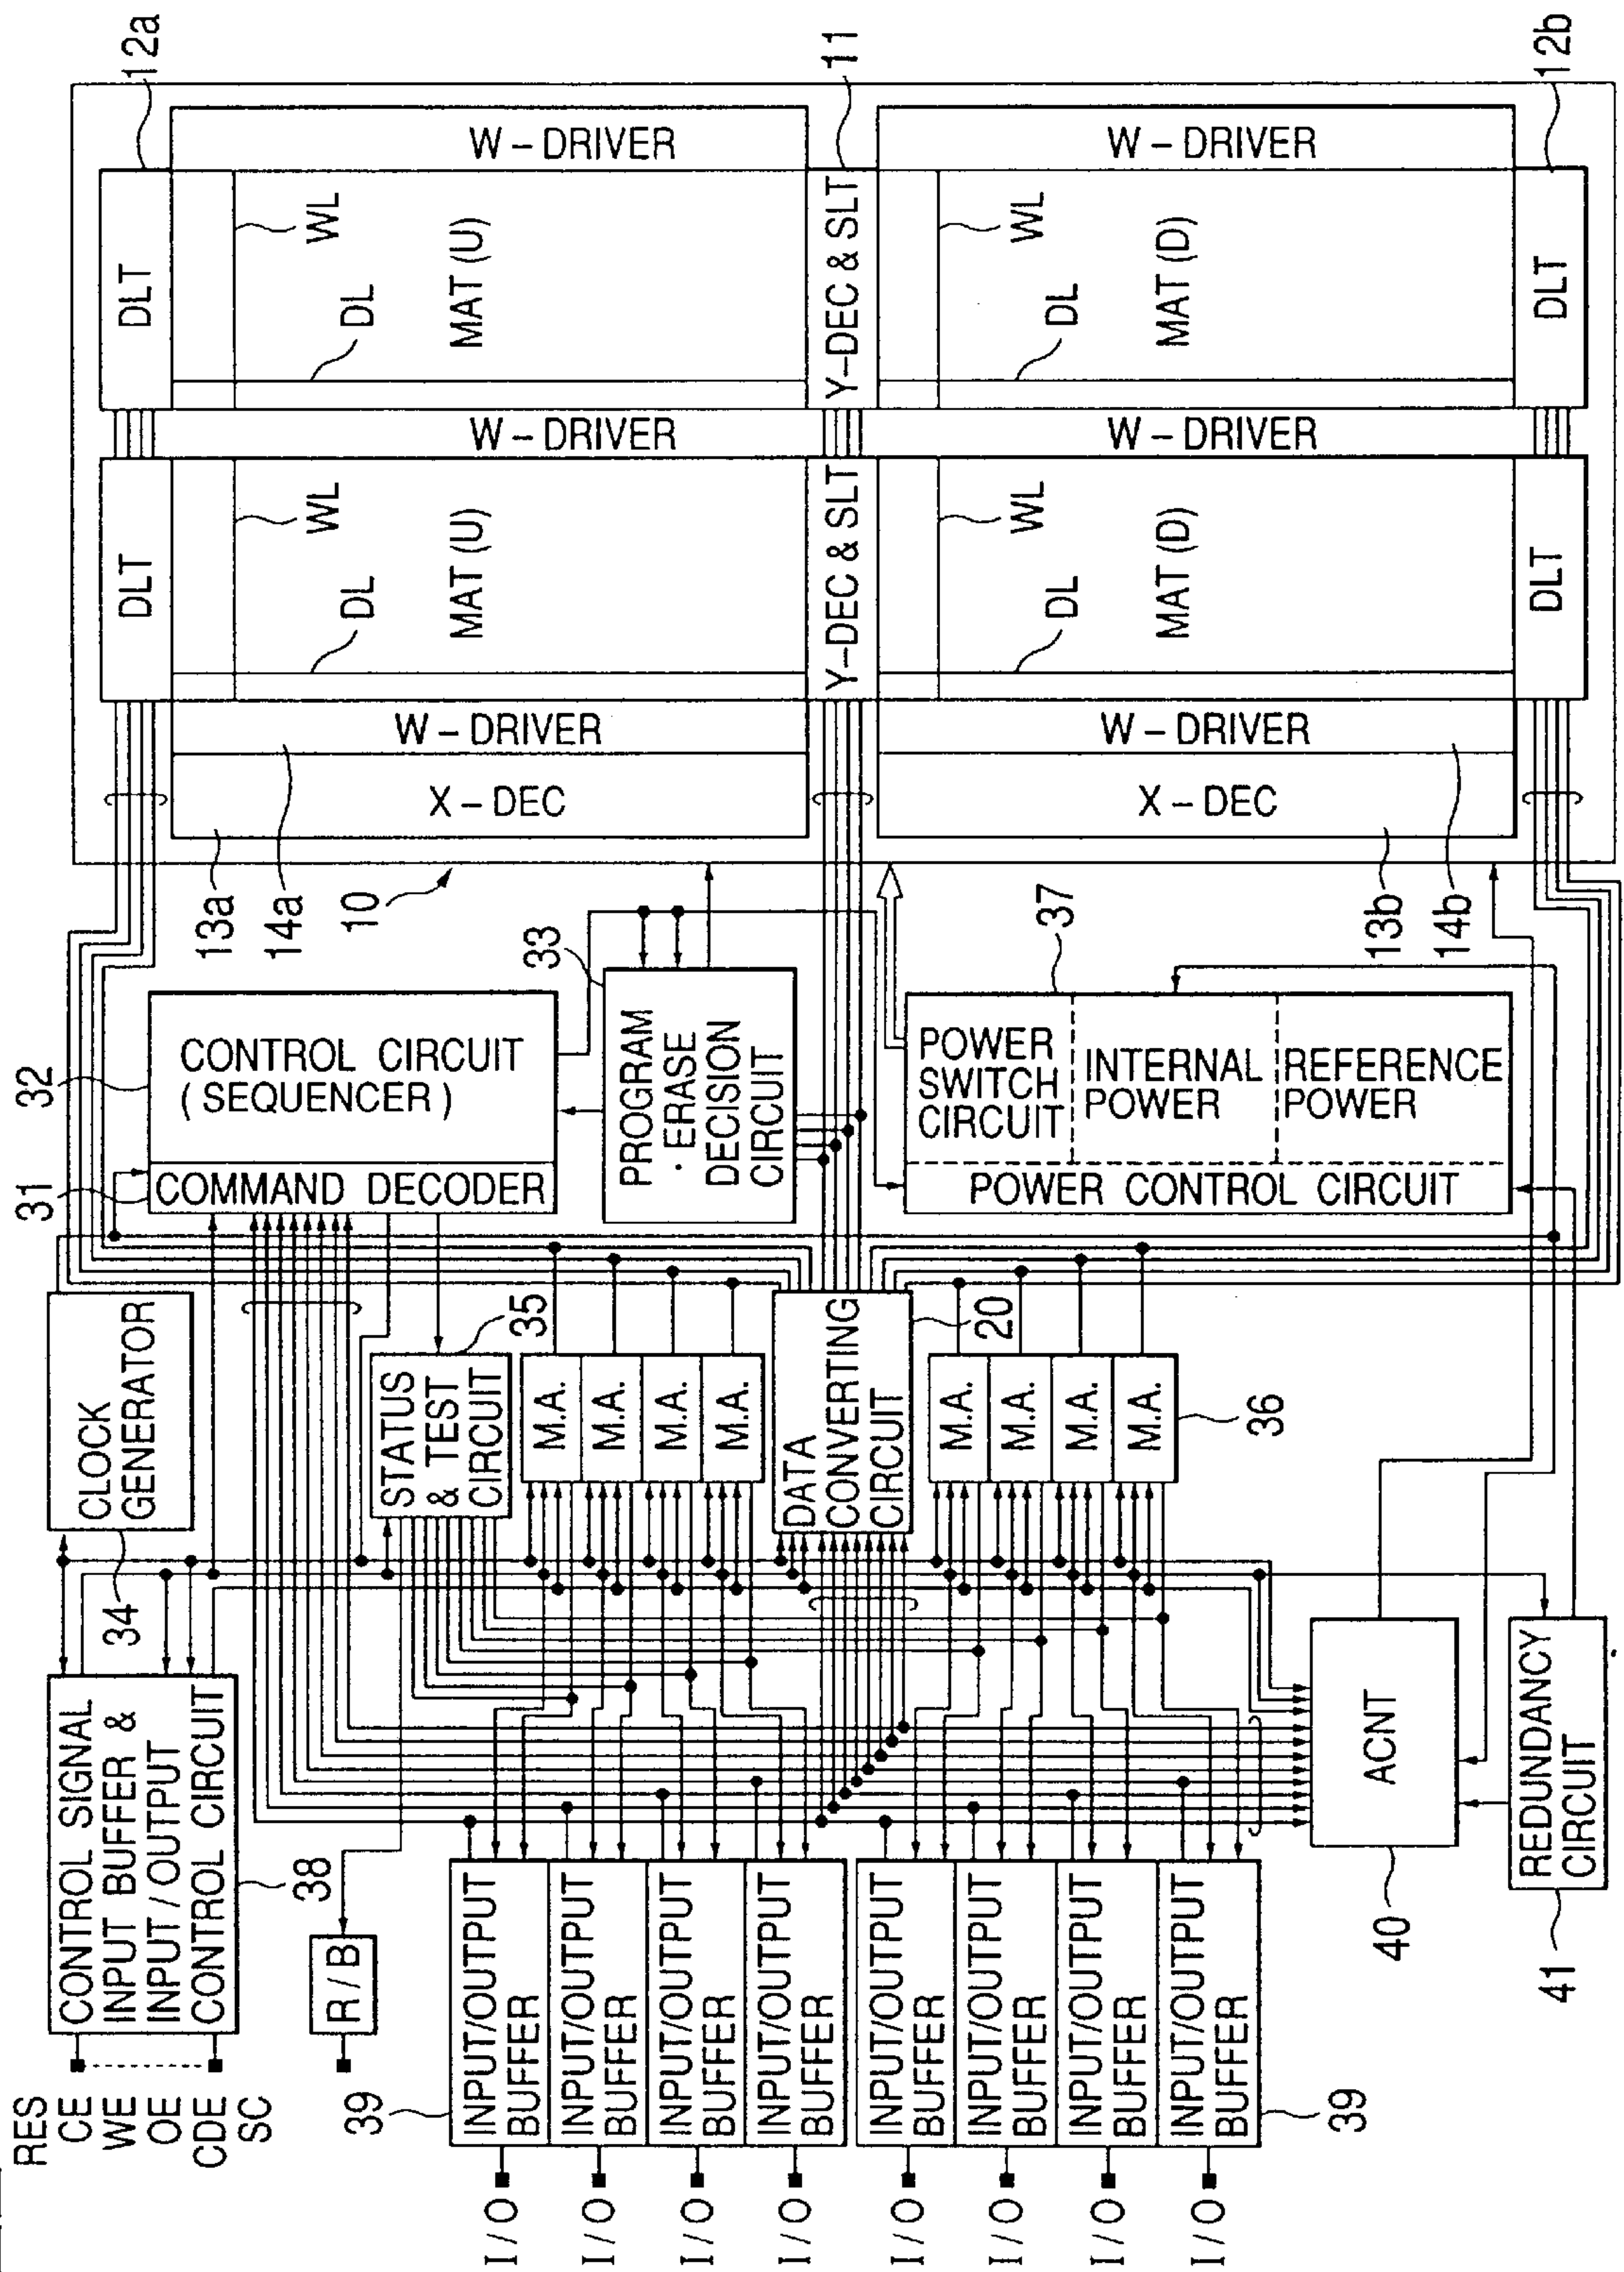 RES
CE
WE
OE
CDE
SC
CONTROL SIGNAL
INPUT BUFFER &
INPUT / OUTPUT
CONTROL CIRCUIT
38
34
CLOCK
GENERATOR
R / B
31
COMMAND DECODER
32
CONTROL CIRCUIT
( SEQUENCER )
STATUS
& TEST
CIRCUIT
35
33
PROGRAM
· ERASE
DECISION
CIRCUIT
39
I / O
INPUT/OUTPUT
BUFFER
I / O
INPUT/OUTPUT
BUFFER
I / O
INPUT/OUTPUT
BUFFER
I / O
INPUT/OUTPUT
BUFFER
I / O
INPUT/OUTPUT
BUFFER
I / O
INPUT/OUTPUT
BUFFER
I / O
INPUT/OUTPUT
BUFFER
I / O
INPUT/OUTPUT
BUFFER
39
M.A.
M.A.
M.A.
M.A.
DATA
CONVERTING
CIRCUIT
20
M.A.
M.A.
M.A.
M.A.
36
37
POWER
SWITCH
CIRCUIT
INTERNAL
POWER
REFERENCE
POWER
POWER CONTROL CIRCUIT
40
ACNT
41
REDUNDANCY
CIRCUIT
10
13a
14a
12a
DLT
DLT
X – DEC
W – DRIVER
WL
DL
MAT (U)
W – DRIVER
WL
DL
MAT (U)
W – DRIVER
11
Y–DEC & SLT
Y–DEC & SLT
X – DEC
W – DRIVER
WL
DL
MAT (D)
W – DRIVER
WL
DL
MAT (D)
W – DRIVER
13b
14b
DLT
DLT
12b